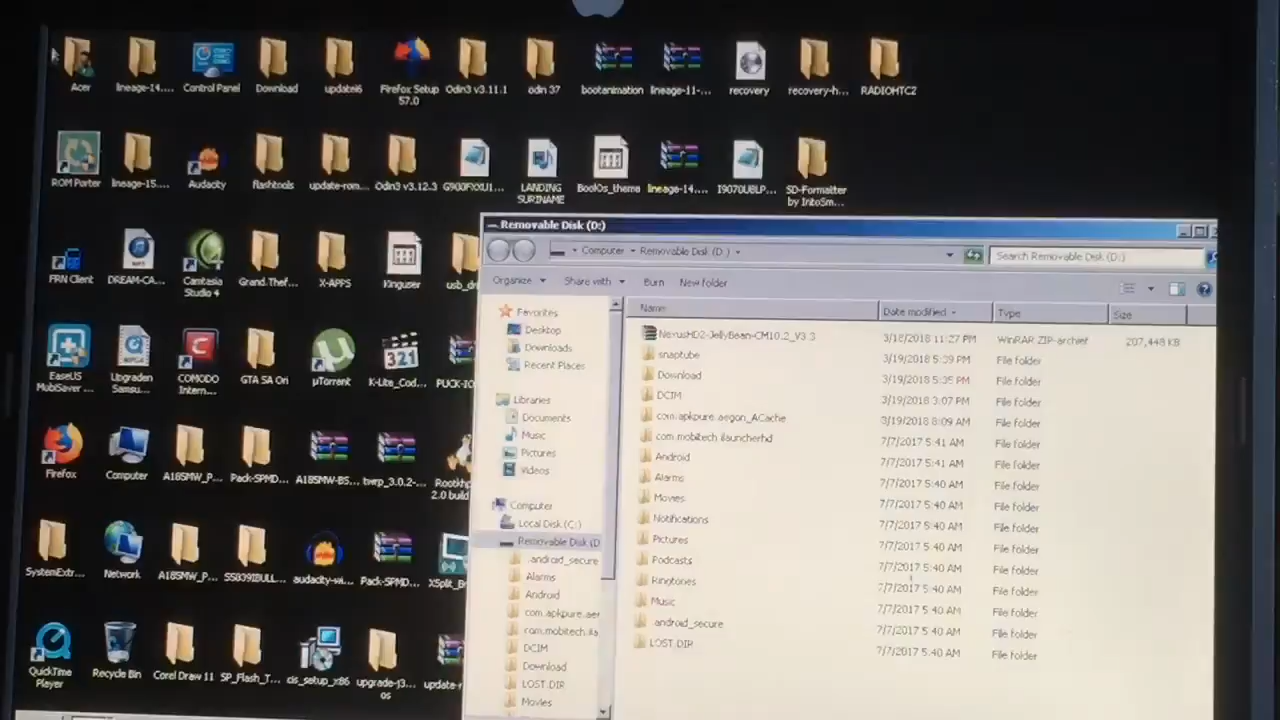 Acer
lineage-14....
Control Panel
Download
updatei6
Firefox Setup
57.0
Odin3 v3.11.1
odin 37
bootanimation
lineage-11-...
recovery
recovery-h...
RADIOHTC2
ROM Porter
lineage-15....
Audacity
flashtools
update-rom...
Odin3 v3.12.3
G900FXXU1...
LANDING
SURINAME
BootOs_thema
lineage-14....
I9070UBLP...
SD-Formatter
by IntoSm...
FRN Client
DREAM-CA...
Camtasia
Studio 4
Grand.Thef...
X-APPS
Kinguser
usb_dri
EaseUS
MobiSaver ...
Upgraden
Samsu...
COMODO
Intern...
GTA SA Ori
µTorrent
K-Lite_Cod...
PUCK-IC
Firefox
Computer
A18SMW_P...
Pack-SPMD...
A18SMW-BS...
twrp_3.0.2-...
Rootkhp
2.0 build
SystemExtr...
Network
A18SMW_P...
SS839IBULL...
audacity-wi...
Pack-SPMD...
XSplit_Br
QuickTime
Player
Recycle Bin
Corel Draw 11
SP_Flash_T...
cis_setup_x86
upgrade-j3...
os
update-r
Removable Disk (D:)
Computer
Removable Disk (D:)
Search Removable Disk (D:)
Organize
Share with
Burn
New folder
Favorites
Desktop
Downloads
Recent Places
Libraries
Documents
Music
Pictures
Videos
Computer
Local Disk (C:)
Removable Disk (D
.android_secure
Alarms
Android
com.apkpure.aer
com.mobitech.ila
DCIM
Download
LOST.DIR
Movies
Name Date modified Type Size
NexusHD2-JellyBean-CM10.2_V3.3 3/18/2018 11:27 PM WinRAR ZIP-archief 207,448 KB
snaptube 3/19/2018 5:39 PM File folder
Download 3/19/2018 5:35 PM File folder
DCIM 3/19/2018 3:07 PM File folder
com.apkpure.aegon_ACache 3/19/2018 8:09 AM File folder
com.mobitech.ilauncherhd 7/7/2017 5:41 AM File folder
Android 7/7/2017 5:41 AM File folder
Alarms 7/7/2017 5:40 AM File folder
Movies 7/7/2017 5:40 AM File folder
Notifications 7/7/2017 5:40 AM File folder
Pictures 7/7/2017 5:40 AM File folder
Podcasts 7/7/2017 5:40 AM File folder
Ringtones 7/7/2017 5:40 AM File folder
Music 7/7/2017 5:40 AM File folder
.android_secure 7/7/2017 5:40 AM File folder
LOST.DIR 7/7/2017 5:40 AM File folder